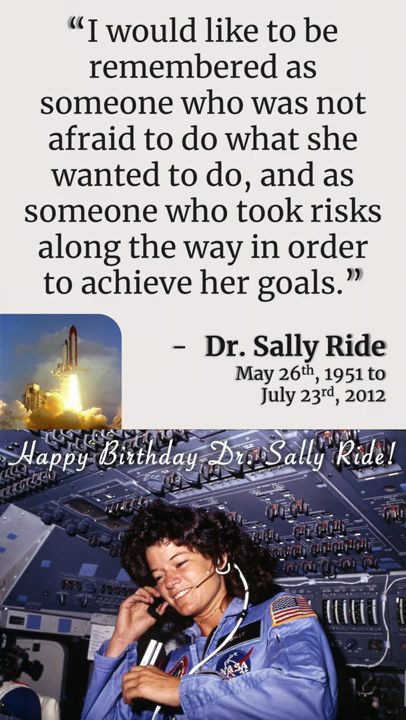 “I would like to be
remembered as
someone who was not
afraid to do what she
wanted to do, and as
someone who took risks
along the way in order
to achieve her goals.”
- Dr. Sally Ride
May 26th, 1951 to
July 23rd, 2012
Happy Birthday Dr. Sally Ride!
NASA